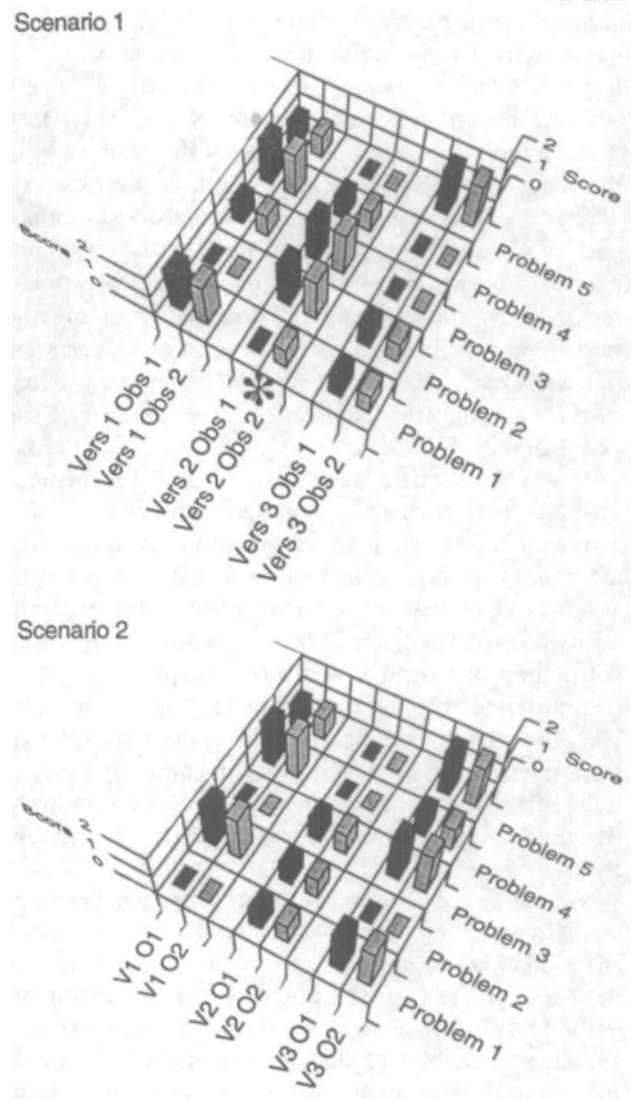 Scenario 1
2
1
0
Score
Problem 5
Problem 4
Problem 3
Problem 2
Problem 1
Score
2
1
0
Vers 1 Obs 1
Vers 1 Obs 2
Vers 2 Obs 1
Vers 2 Obs 2
*
Vers 3 Obs 1
Vers 3 Obs 2
Scenario 2
2
1
0
Score
Problem 5
Problem 4
Problem 3
Problem 2
Problem 1
Score
2
1
0
V1 O1
V1 O2
V2 O1
V2 O2
V3 O1
V3 O2